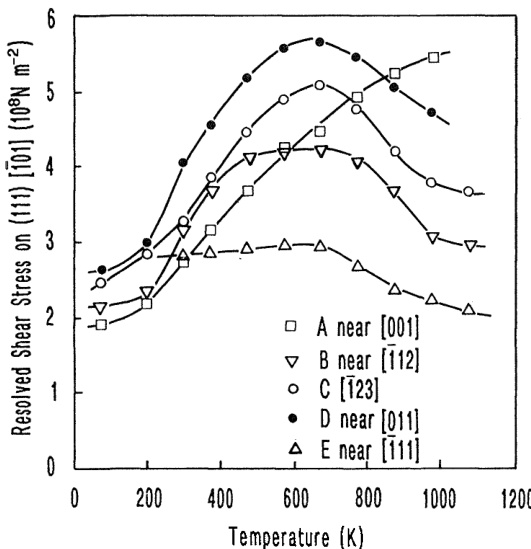 Resolved Shear Stress on (111) [1̄01] (10⁸N m⁻²)
6
5
4
3
2
1
0
A near [001]
B near [1̄12]
C [1̄23]
D near [011]
E near [1̄11]
0 200 400 600 800 1000 1200
Temperature (K)